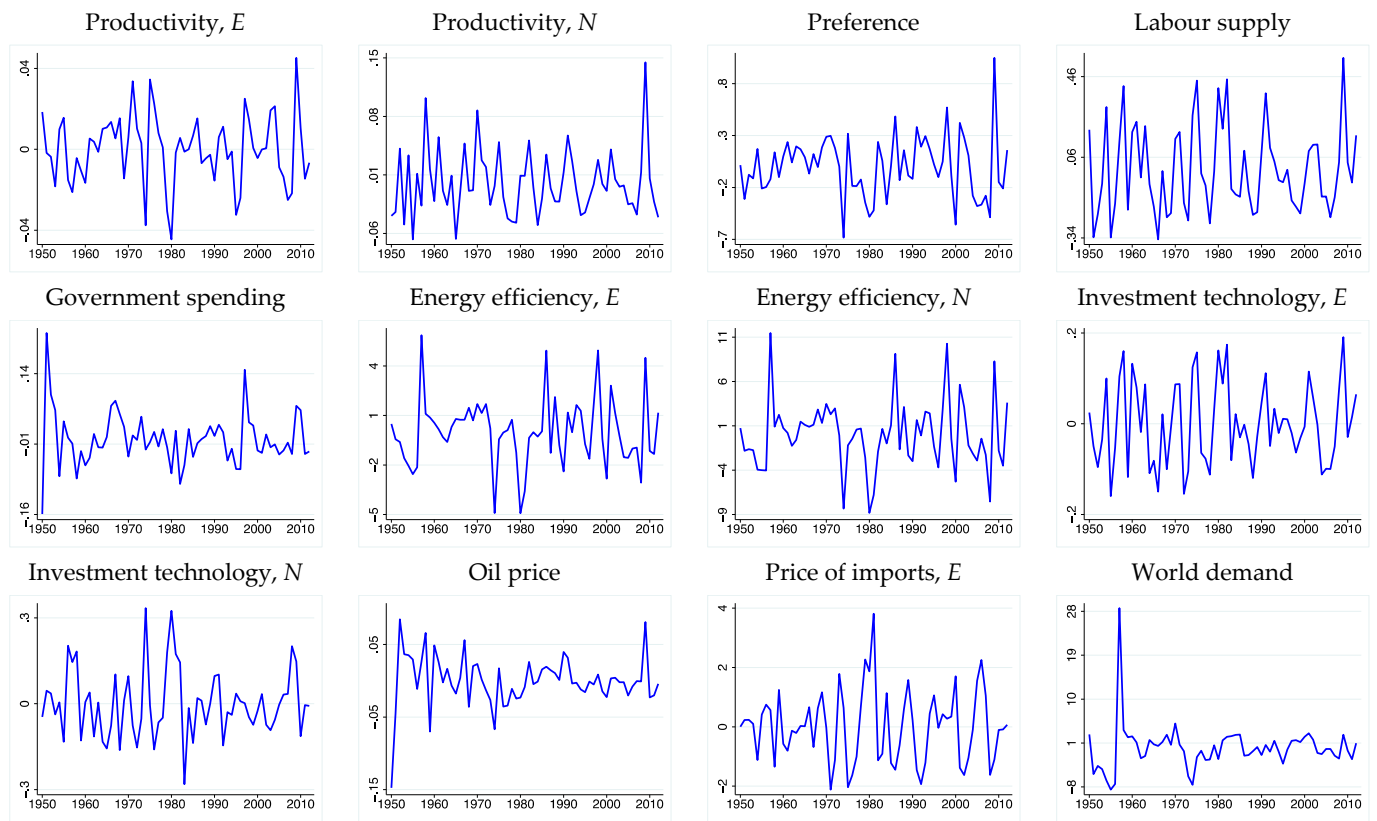 Productivity, E
Productivity, N
Preference
Labour supply
.04
0
-.04
1950 1960 1970 1980 1990 2000 2010
.15
.08
.01
-.06
1950 1960 1970 1980 1990 2000 2010
.8
.3
-.2
-.7
1950 1960 1970 1980 1990 2000 2010
.46
.06
-.34
1950 1960 1970 1980 1990 2000 2010
Government spending
Energy efficiency, E
Energy efficiency, N
Investment technology, E
.14
-.01
-.16
1950 1960 1970 1980 1990 2000 2010
4
1
-2
-5
1950 1960 1970 1980 1990 2000 2010
11
6
1
-4
-9
1950 1960 1970 1980 1990 2000 2010
.2
0
-.2
1950 1960 1970 1980 1990 2000 2010
Investment technology, N
Oil price
Price of imports, E
World demand
.3
0
-.3
1950 1960 1970 1980 1990 2000 2010
.05
-.05
-.15
1950 1960 1970 1980 1990 2000 2010
4
2
0
-2
1950 1960 1970 1980 1990 2000 2010
28
19
10
1
-8
1950 1960 1970 1980 1990 2000 2010